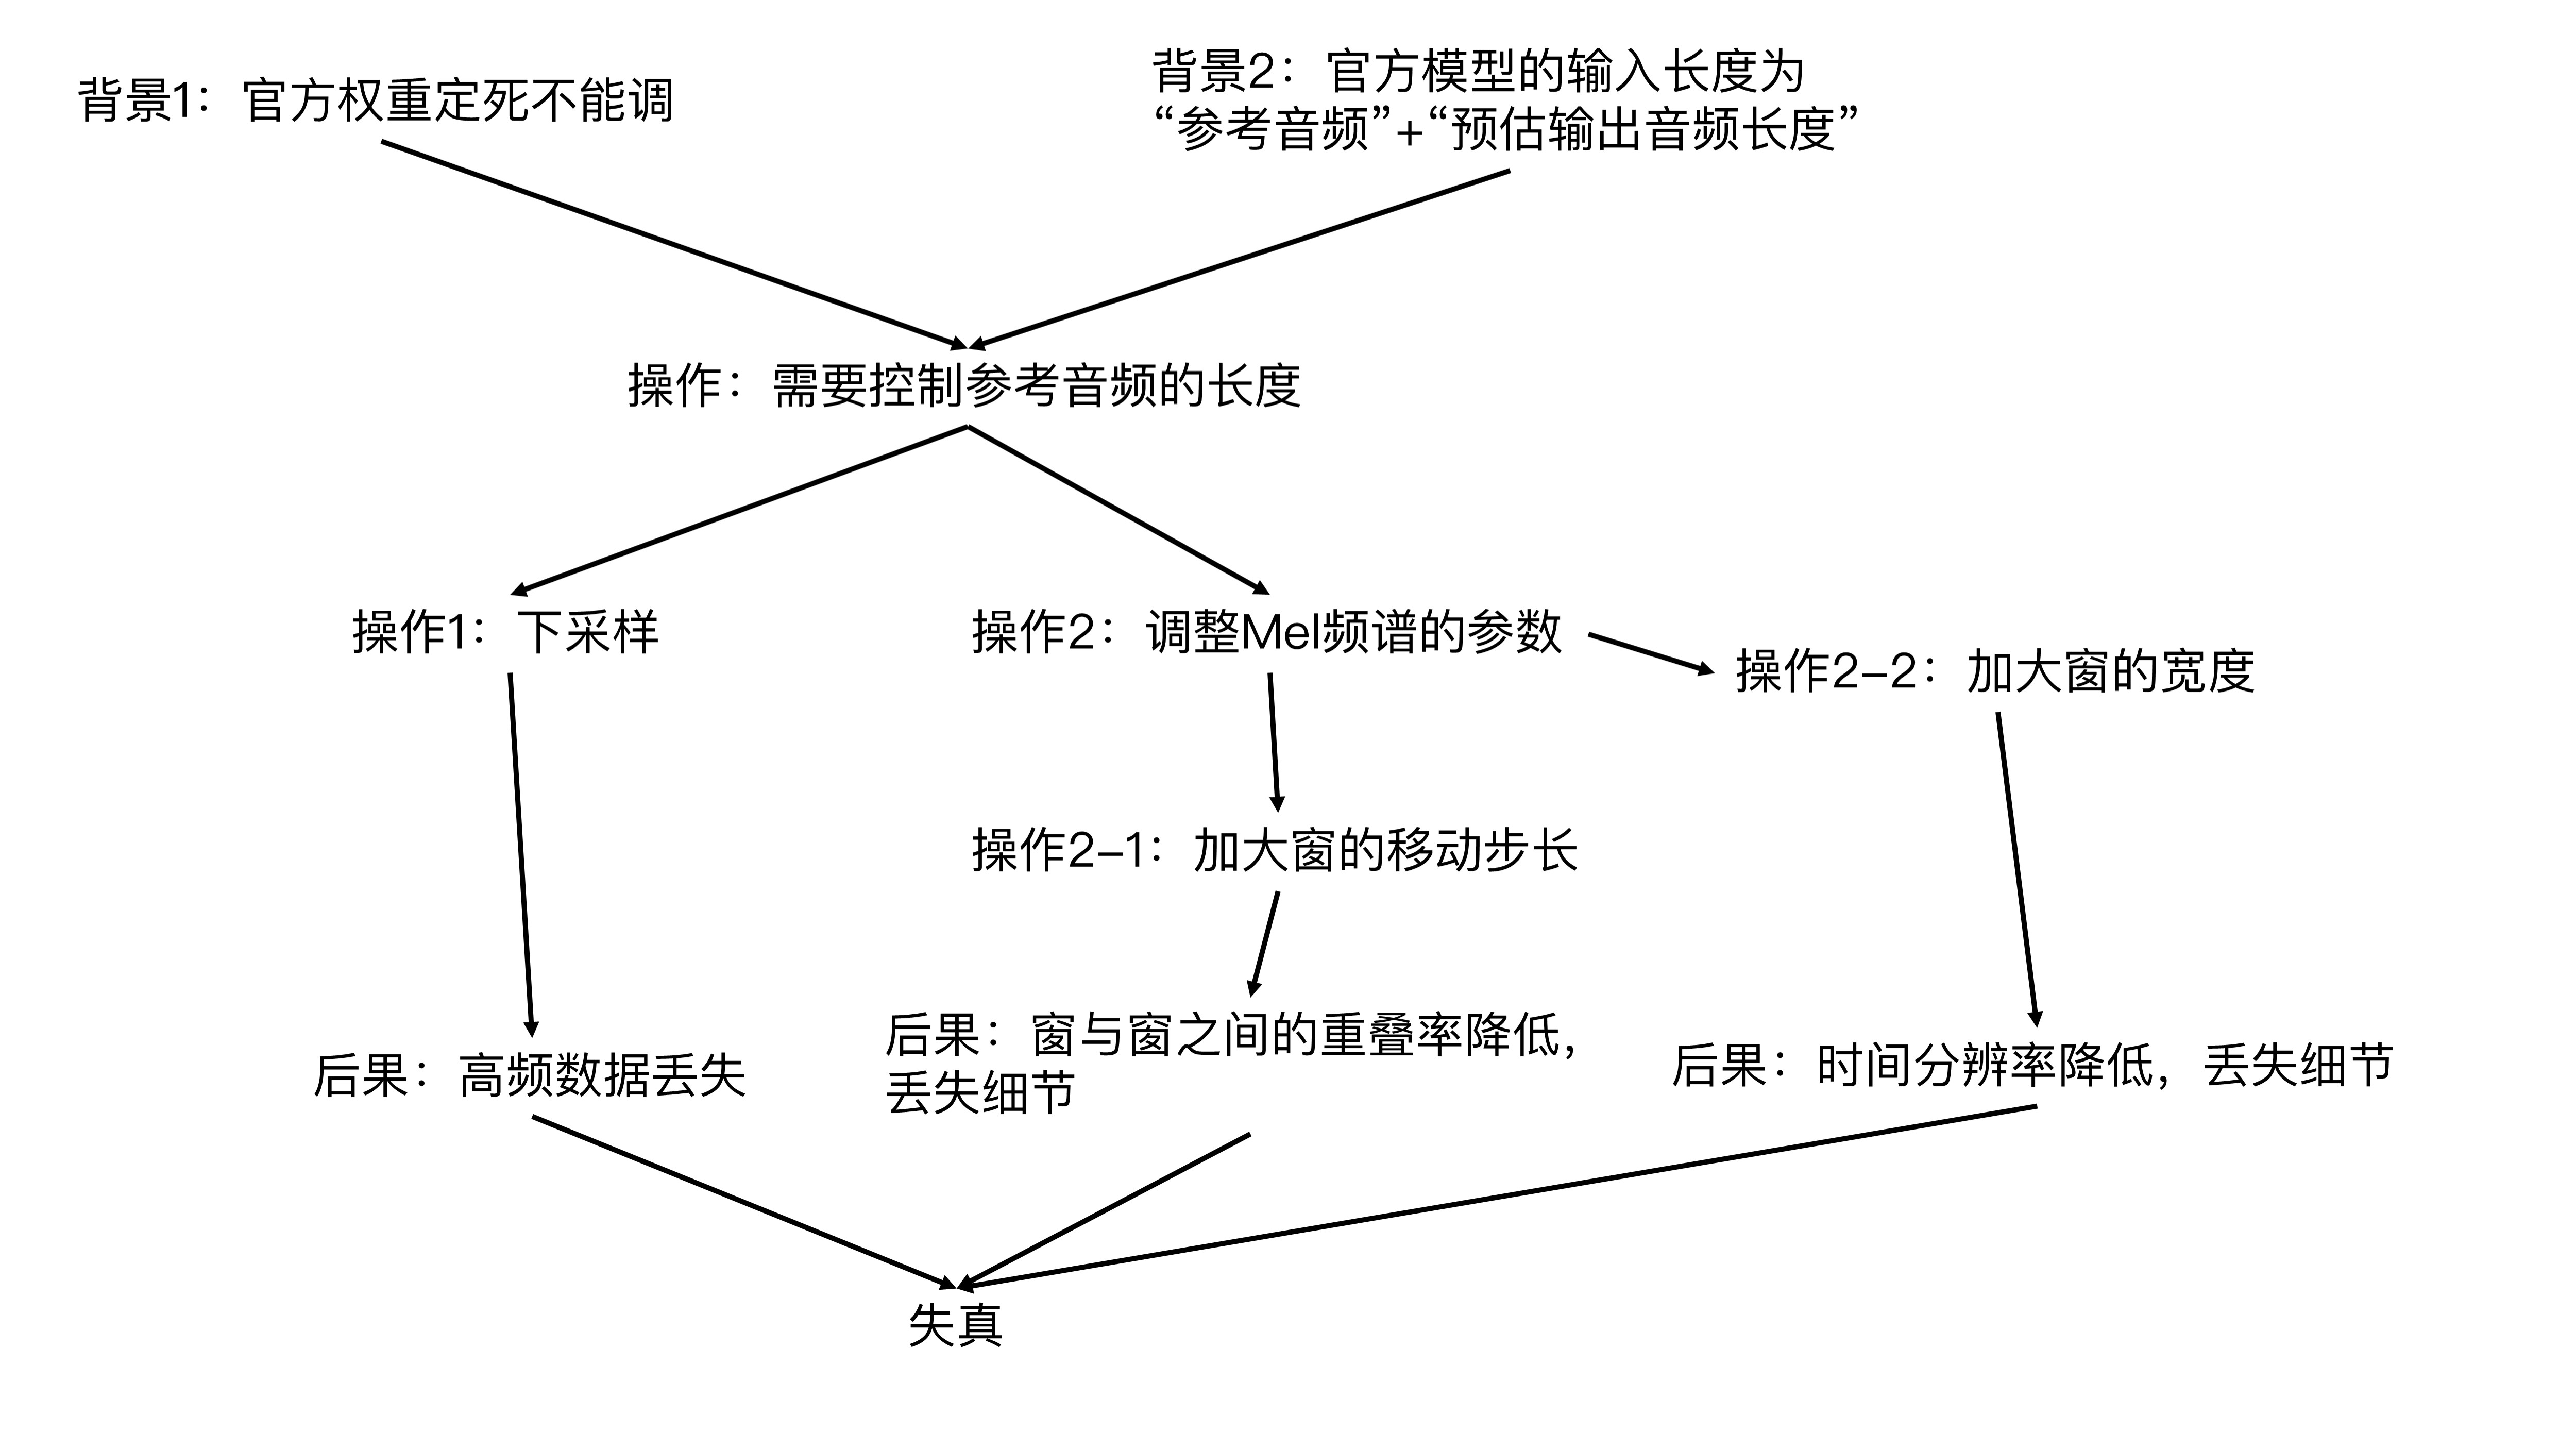 背景1：官方权重定死不能调
背景2：官方模型的输入长度为
“参考音频”+“预估输出音频长度”
操作：需要控制参考音频的长度
操作1：下采样
操作2：调整Mel频谱的参数
操作2-2：加大窗的宽度
操作2-1：加大窗的移动步长
后果：高频数据丢失
后果：窗与窗之间的重叠率降低，
丢失细节
后果：时间分辨率降低，丢失细节
失真